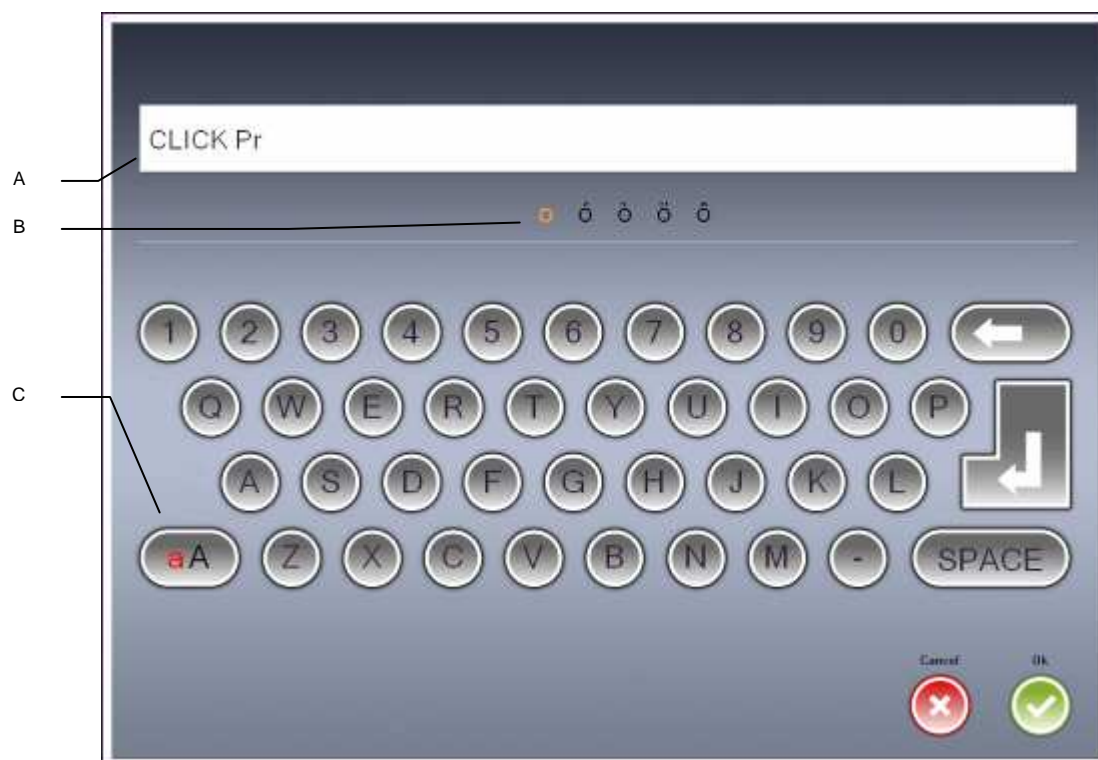 CLICK Pr
A
o ó ò ö ô
B
1 2 3 4 5 6 7 8 9 0
C
Q W E R T Y U I O P
A S D F G H J K L
aA Z X C V B N M - SPACE
Cancel Ok